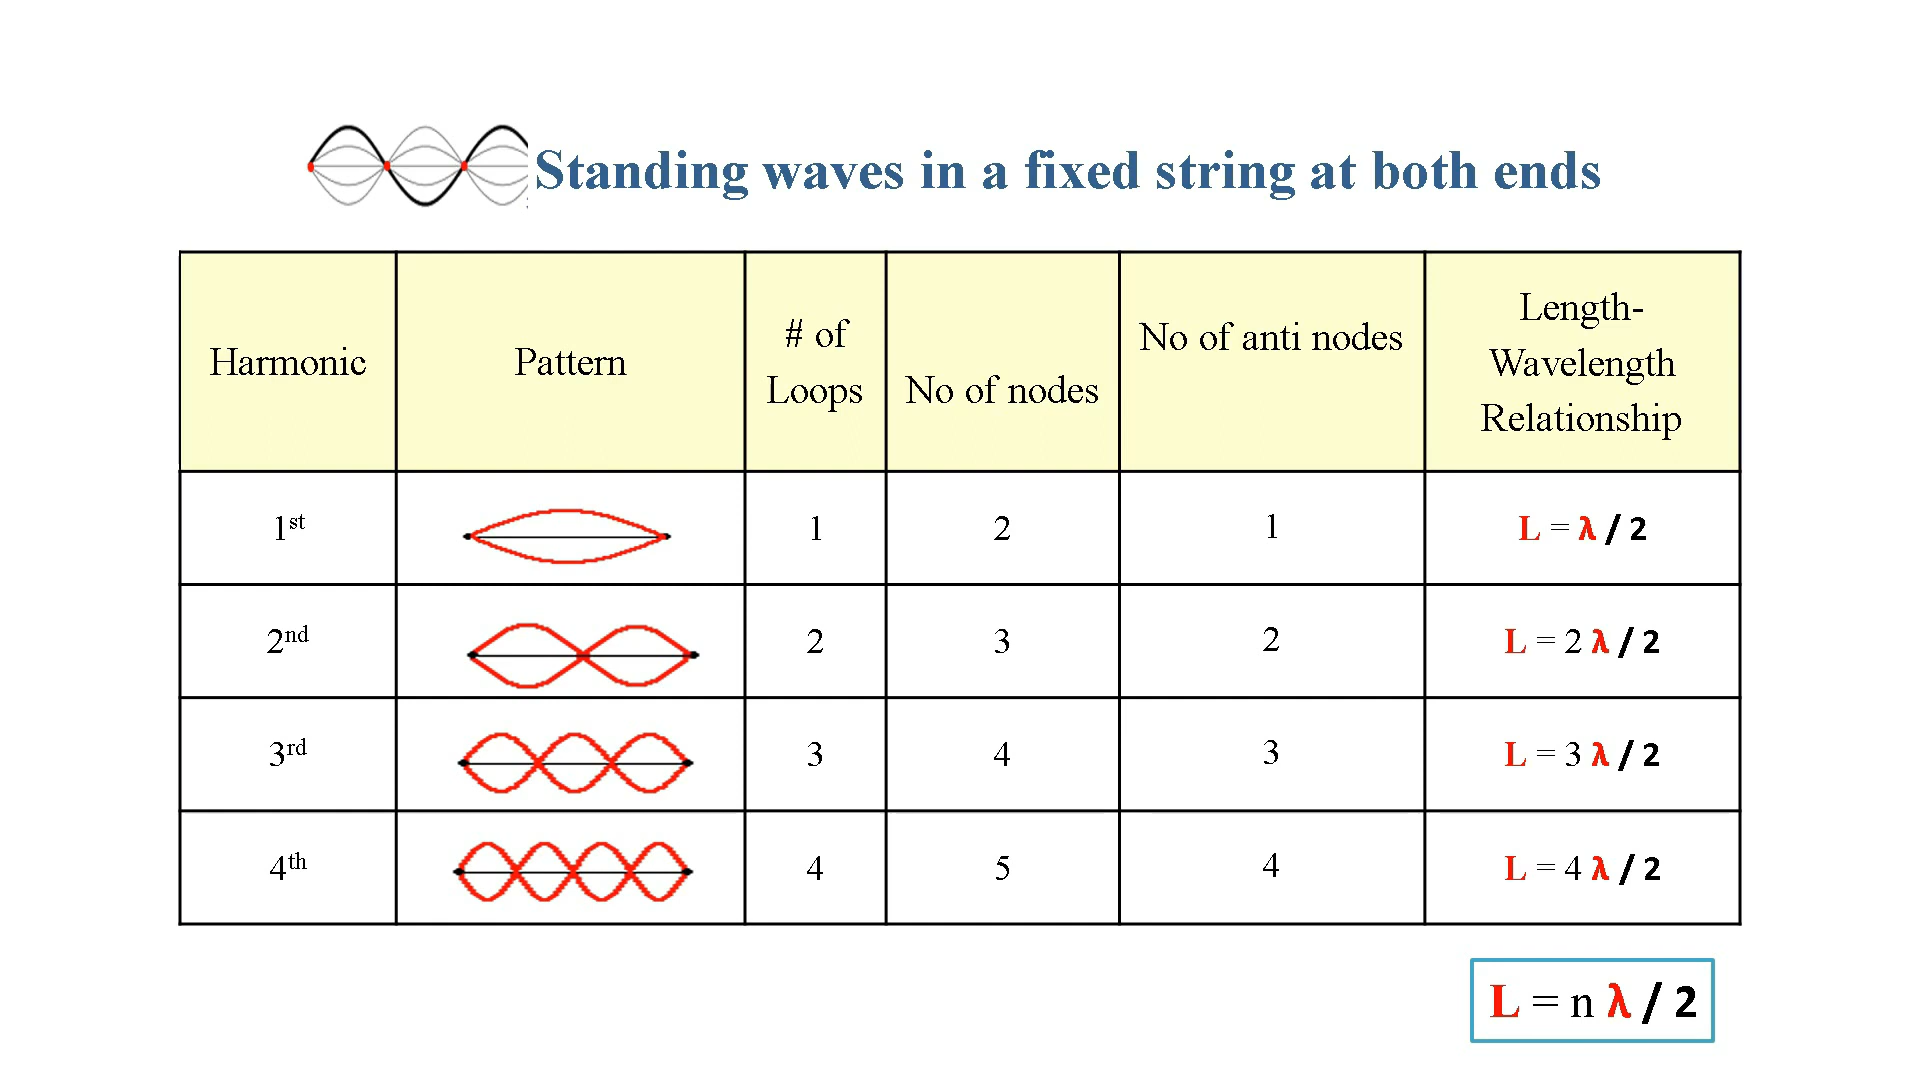 Standing waves in a fixed string at both ends
Harmonic
Pattern
# of
Loops
No of nodes
No of anti nodes
Length-
Wavelength
Relationship
1st
1
2
1
L = λ / 2
2nd
2
3
2
L = 2 λ / 2
3rd
3
4
3
L = 3 λ / 2
4th
4
5
4
L = 4 λ / 2
L = n λ / 2